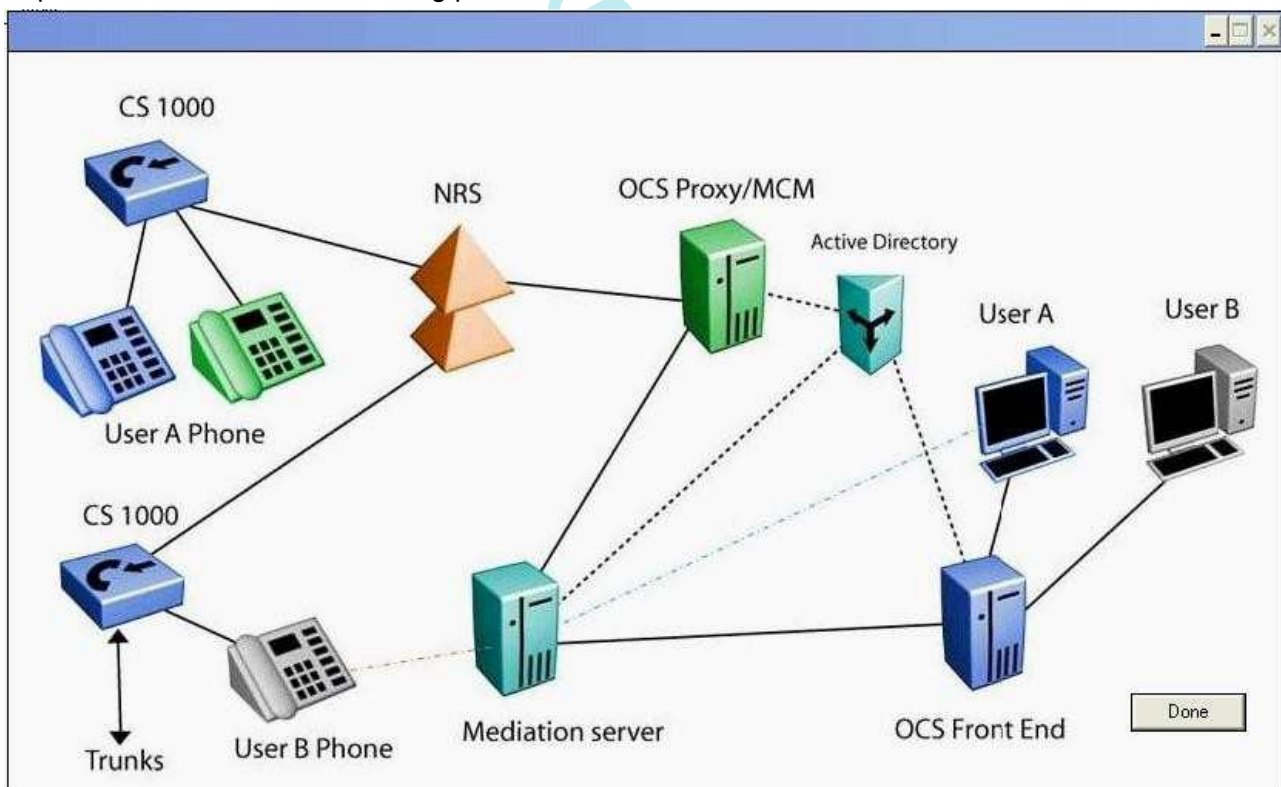 CS 1000
NRS
OCS Proxy/MCM
Active Directory
User A
User B
User A Phone
CS 1000
Mediation server
OCS Front End
Done
User B Phone
Trunks